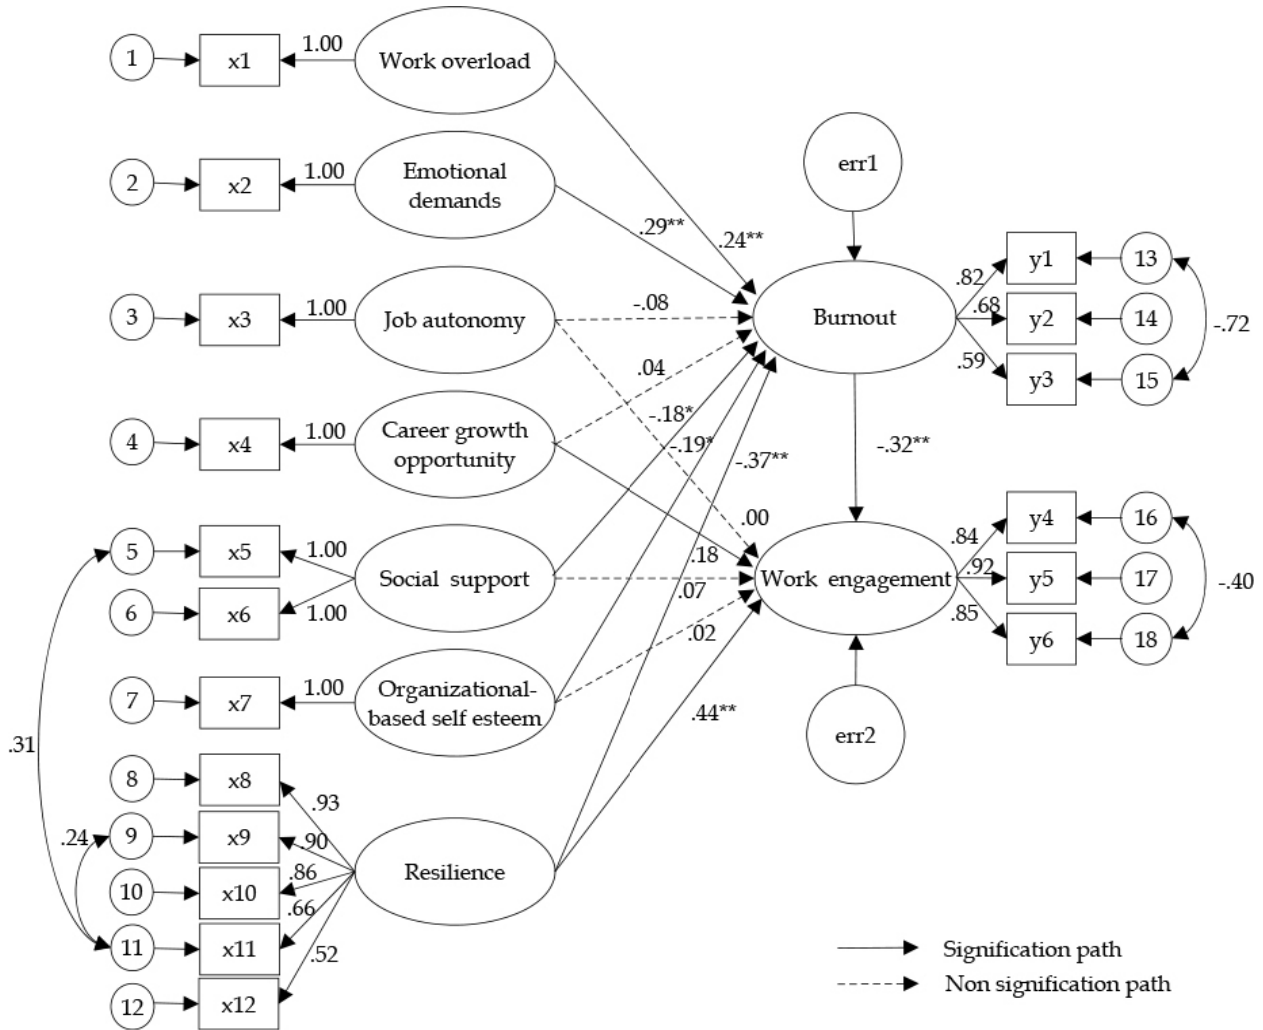 1
x1
1.00
Work overload
2
x2
1.00
Emotional
demands
err1
.29**
.24**
3
x3
1.00
Job autonomy
-.08
Burnout
.82
.68
.59
y1
y2
y3
13
14
15
-.72
.04
4
x4
1.00
Career growth
opportunity
-.18*
-.19*
-.37**
-.32**
5
x5
1.00
6
x6
1.00
Social support
.00
.18
.07
.02
Work engagement
.84
.92
.85
y4
y5
y6
16
17
18
-.40
7
x7
1.00
Organizational-
based self esteem
.44**
err2
.31
.24
8
x8
.93
9
x9
.90
10
x10
.86
11
x11
.66
12
x12
.52
Resilience
Signification path
Non signification path